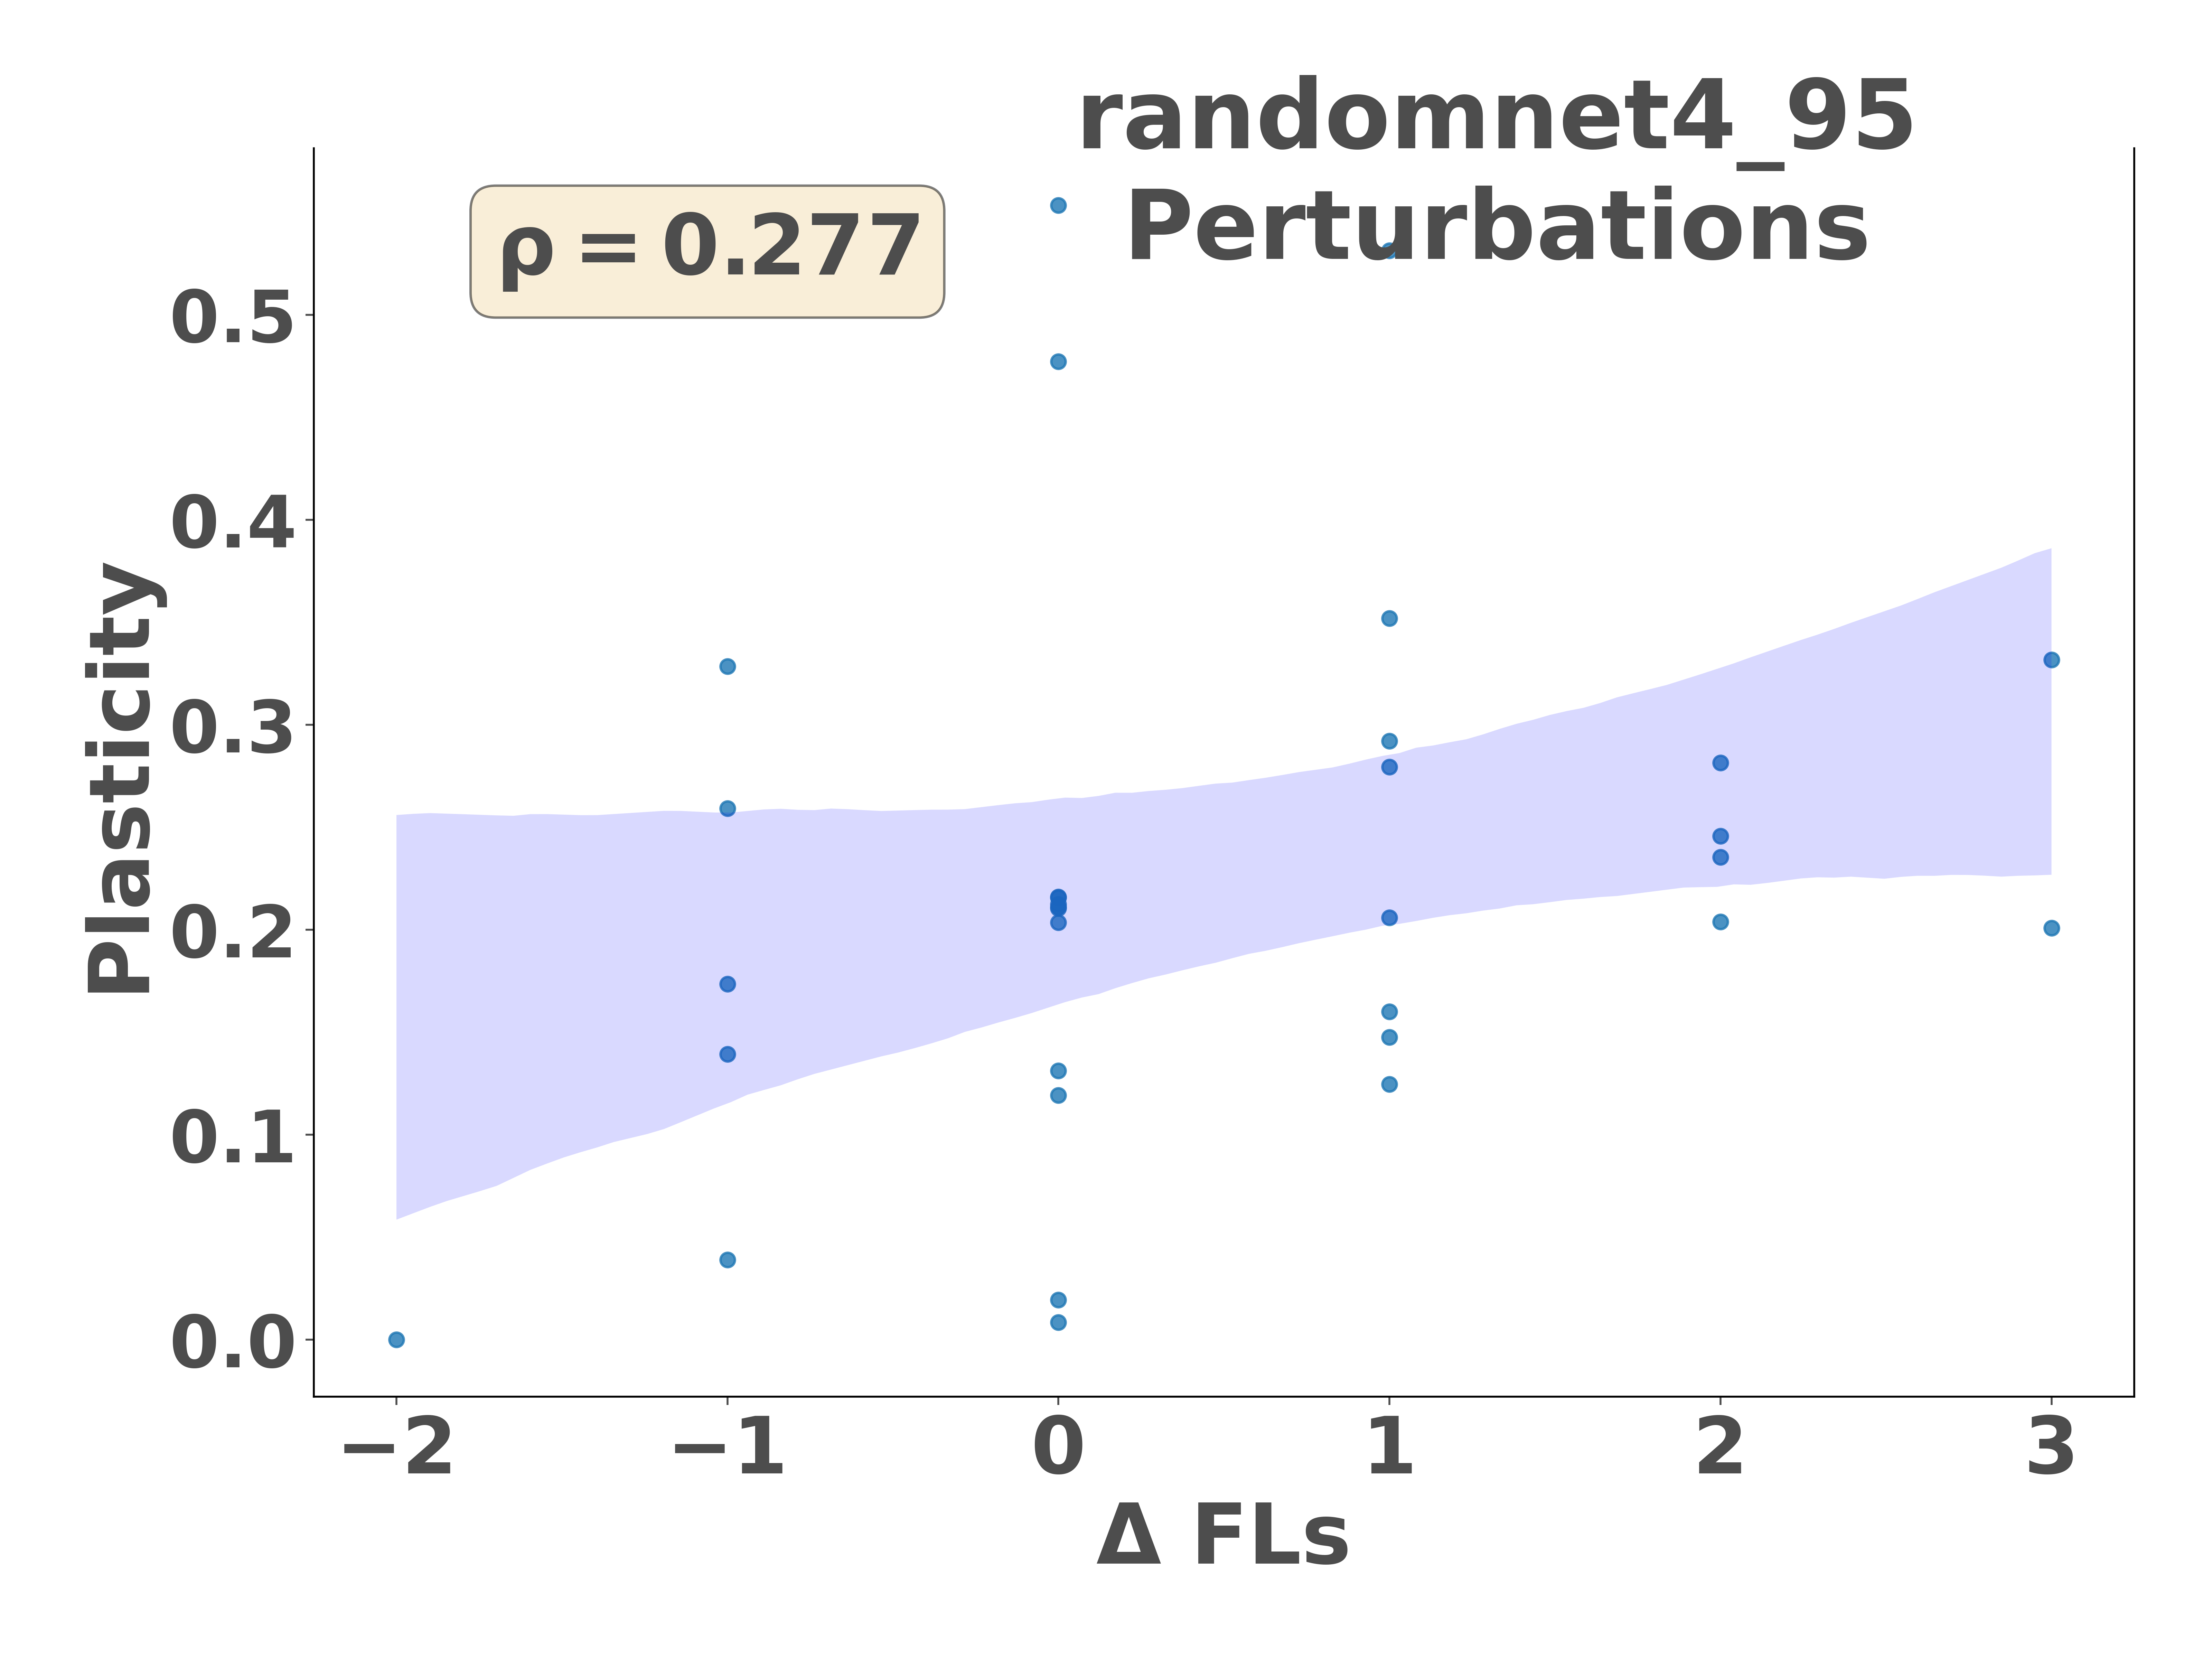 randomnet4_95
Perturbations
ρ = 0.277
Plasticity
0.5
0.4
0.3
0.2
0.1
0.0
−2 −1 0 1 2 3
Δ FLs